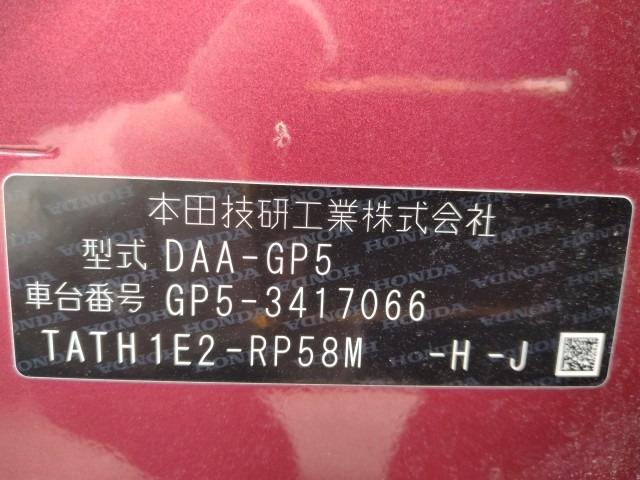 本田技研工業株式会社
型式 DAA-GP5
車台番号 GP5-3417066
TATH1E2-RP58M -H -J